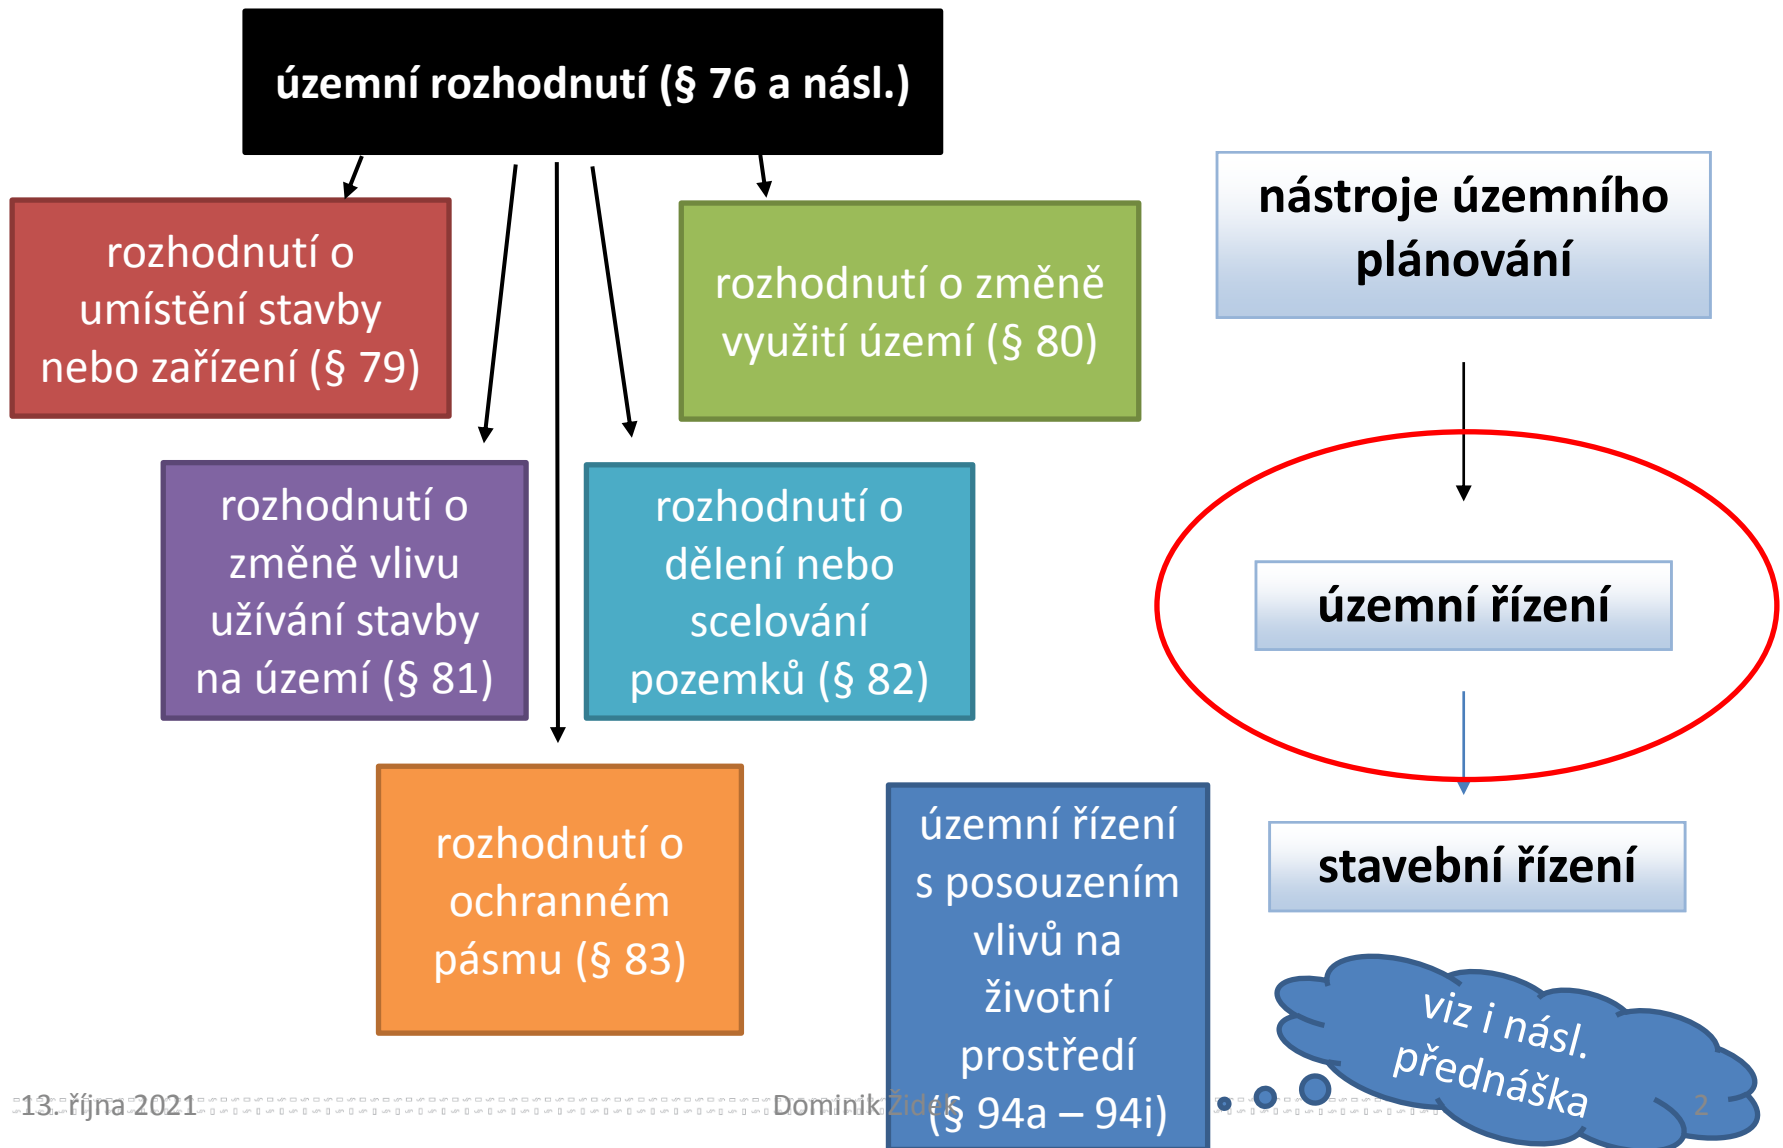 územní rozhodnutí (§ 76 a násl.)
rozhodnutí o
umístění stavby
nebo zařízení (§ 79)
rozhodnutí o změně
využití území (§ 80)
rozhodnutí o
změně vlivu
užívání stavby
na území (§ 81)
rozhodnutí o
dělení nebo
scelování
pozemků (§ 82)
rozhodnutí o
ochranném
pásmu (§ 83)
územní řízení
s posouzením
vlivů na
životní
prostředí
(§ 94a – 94i)
nástroje územního
plánování
územní řízení
stavební řízení
viz i násl.
přednáška
13. října 2021
Dominik Židek
2